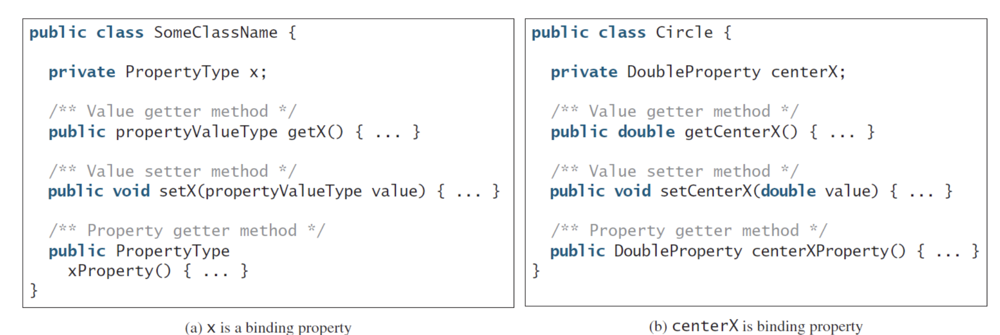 public class SomeClassName {
private PropertyType x;
/** Value getter method */
public propertyValueType getX() { ... }
/** Value setter method */
public void setX(propertyValueType value) { ... }
/** Property getter method */
public PropertyType
xProperty() { ... }
}
(a) x is a binding property
public class Circle {
private DoubleProperty centerX;
/** Value getter method */
public double getCenterX() { ... }
/** Value setter method */
public void setCenterX(double value) { ... }
/** Property getter method */
public DoubleProperty centerXProperty() { ... }
}
(b) centerX is binding property